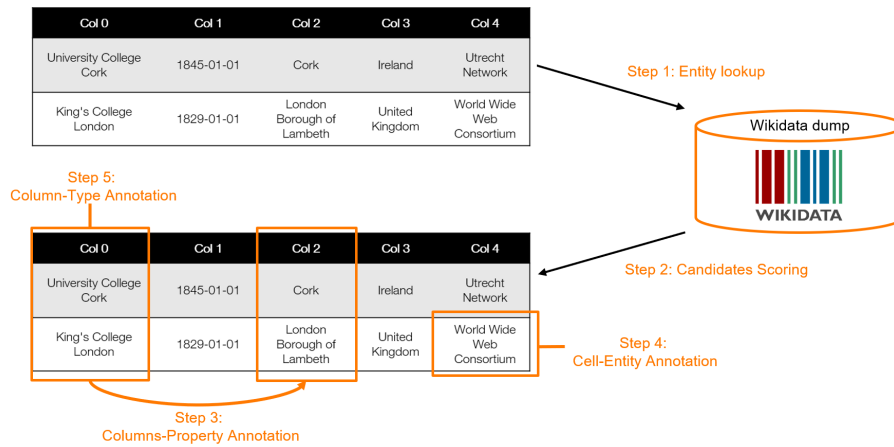 Col 0 Col 1 Col 2 Col 3 Col 4
University College Cork 1845-01-01 Cork Ireland Utrecht Network
King's College London 1829-01-01 London Borough of Lambeth United Kingdom World Wide Web Consortium
Step 1: Entity lookup
Wikidata dump
WIKIDATA
Step 2: Candidates Scoring
Step 5:
Column-Type Annotation
Col 0 Col 1 Col 2 Col 3 Col 4
University College Cork 1845-01-01 Cork Ireland Utrecht Network
King's College London 1829-01-01 London Borough of Lambeth United Kingdom World Wide Web Consortium
Step 4:
Cell-Entity Annotation
Step 3:
Columns-Property Annotation